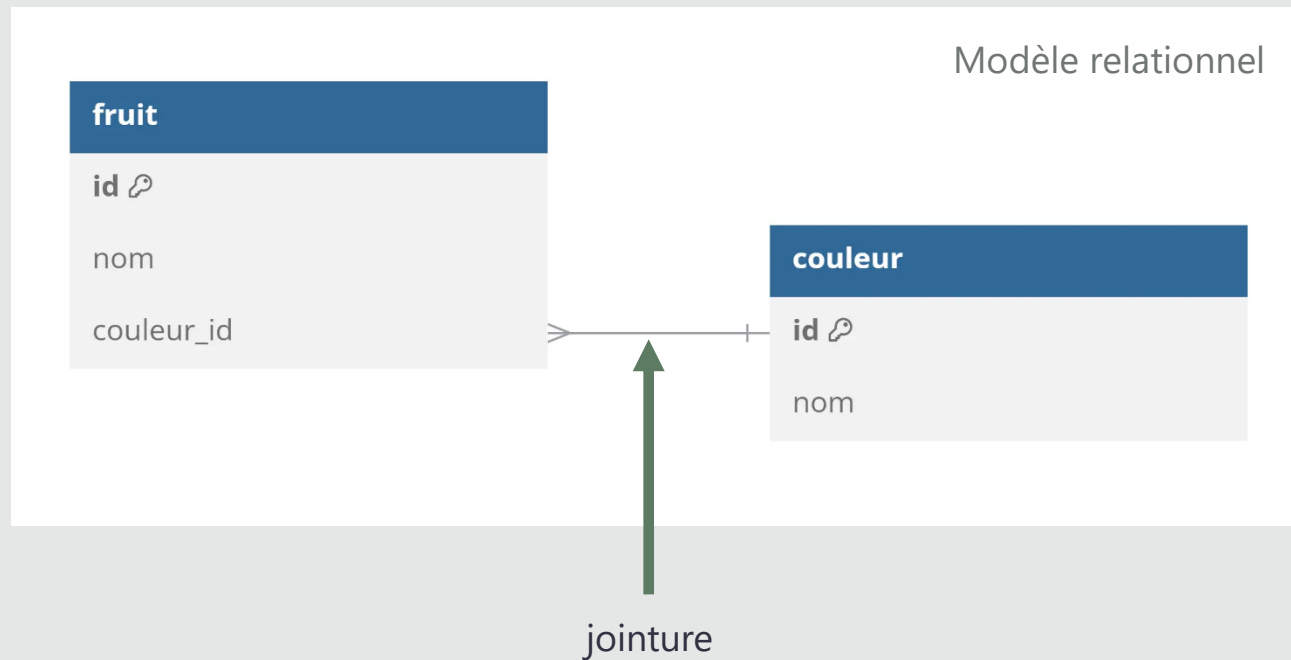 Modèle relationnel
fruit
id
nom
couleur_id
couleur
id
nom
jointure